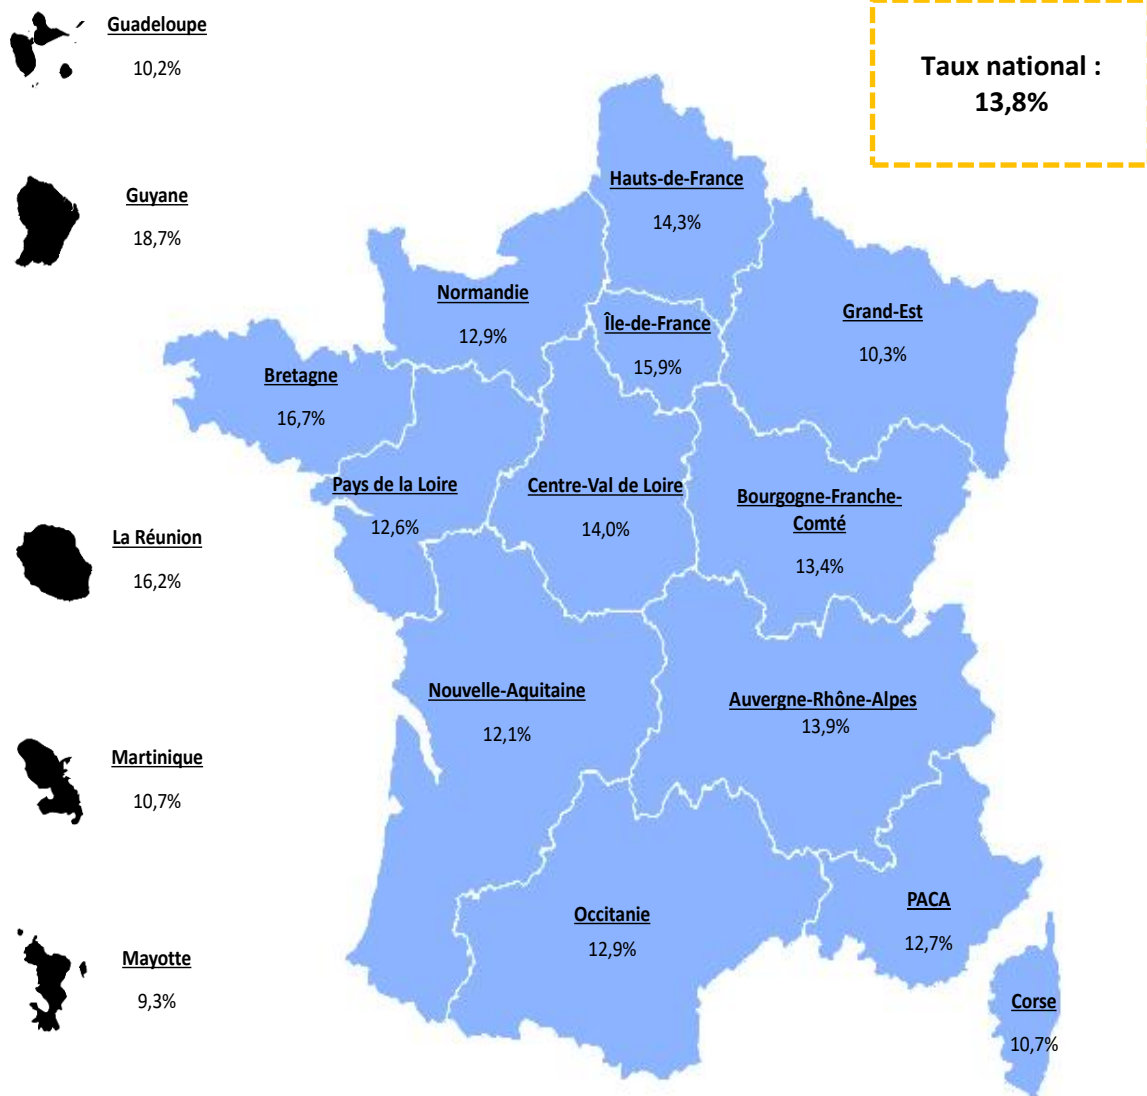 Guadeloupe
10,2%
Taux national :
13,8%
Hauts-de-France
14,3%
Guyane
18,7%
Normandie
12,9%
Île-de-France
15,9%
Grand-Est
10,3%
Bretagne
16,7%
Pays de la Loire
12,6%
Centre-Val de Loire
14,0%
Bourgogne-Franche-
Comté
13,4%
La Réunion
16,2%
Nouvelle-Aquitaine
12,1%
Auvergne-Rhône-Alpes
13,9%
Martinique
10,7%
Occitanie
12,9%
PACA
12,7%
Mayotte
9,3%
Corse
10,7%